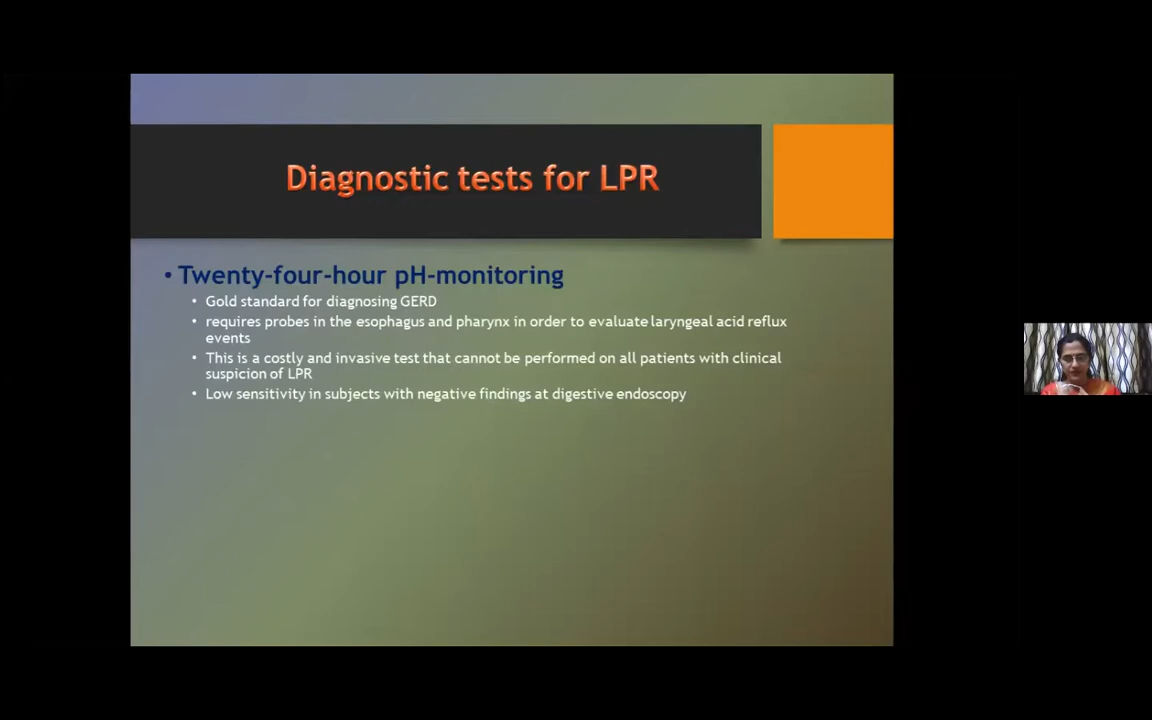 Diagnostic tests for LPR
• Twenty-four-hour pH-monitoring
• Gold standard for diagnosing GERD
• requires probes in the esophagus and pharynx in order to evaluate laryngeal acid reflux
events
• This is a costly and invasive test that cannot be performed on all patients with clinical
suspicion of LPR
• Low sensitivity in subjects with negative findings at digestive endoscopy